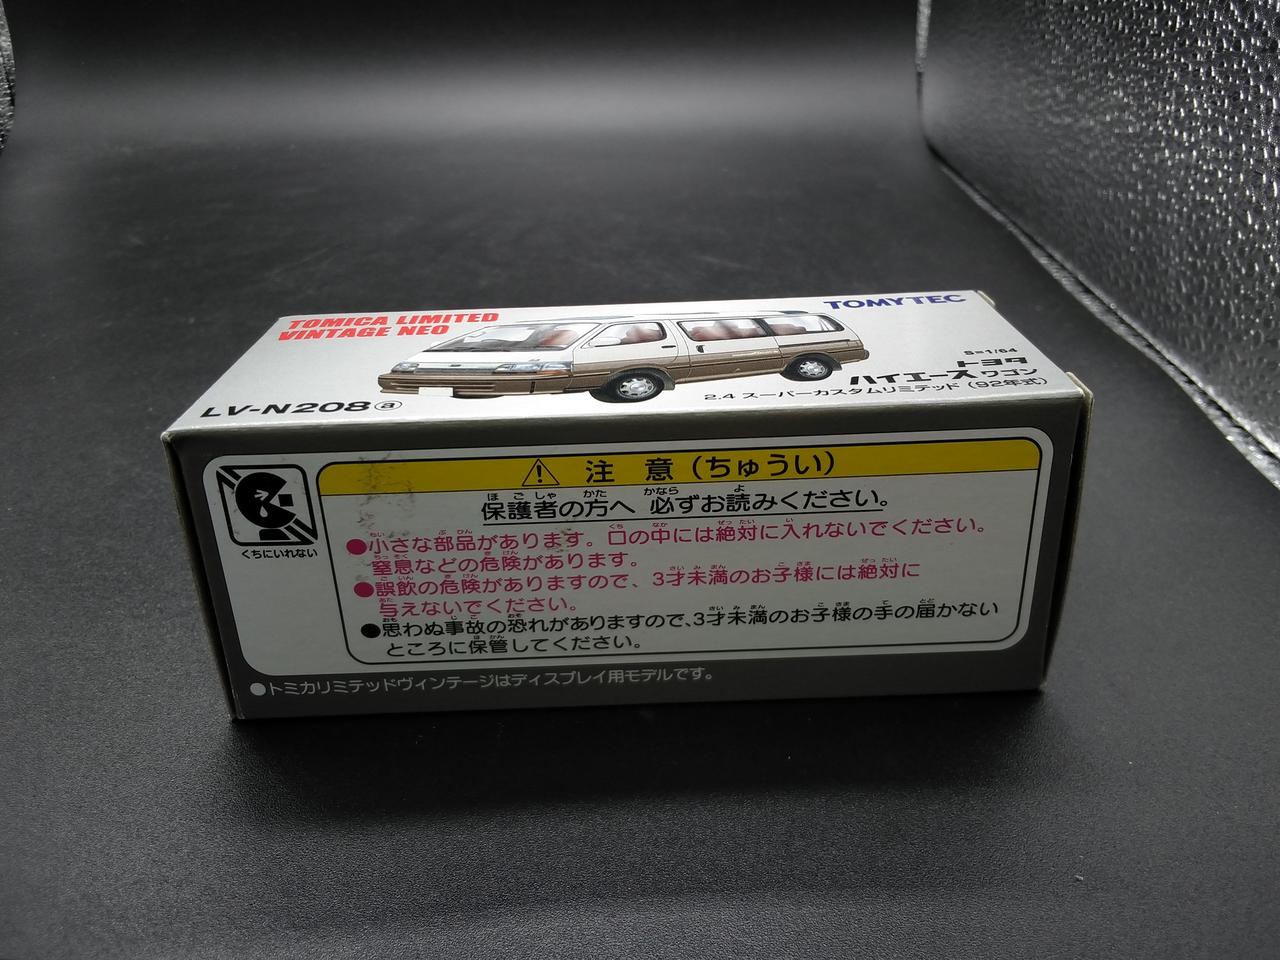 TOMICA LIMITED
VINTAGE NEO
TOMYTEC
LV-N208 ⓐ
S=1/64
トヨタ
ハイエースワゴン
2.4 スーパーカスタムリミテッド (92年式)
くちにいれない
注 意 (ちゅうい)
保護者の方へ 必ずお読みください。
●小さな部品があります。口の中には絶対に入れないでください。
窒息などの危険があります。
●誤飲の危険がありますので、3才未満のお子様には絶対に
与えないでください。
●思わぬ事故の恐れがありますので、3才未満のお子様の手の届かない
ところに保管してください。
●トミカリミテッドヴィンテージはディスプレイ用モデルです。